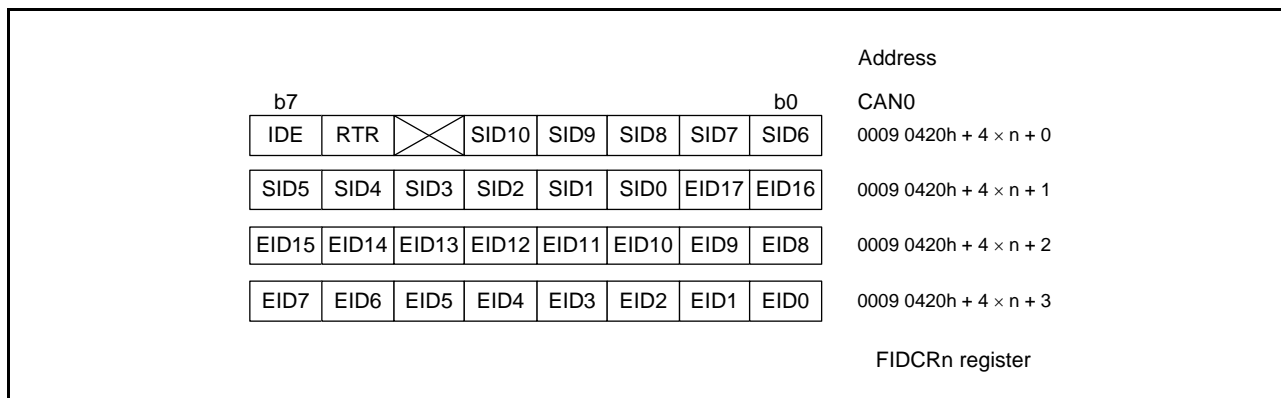 Address
b7 b0 CAN0
IDE RTR SID10 SID9 SID8 SID7 SID6 0009 0420h + 4 × n + 0
SID5 SID4 SID3 SID2 SID1 SID0 EID17 EID16 0009 0420h + 4 × n + 1
EID15 EID14 EID13 EID12 EID11 EID10 EID9 EID8 0009 0420h + 4 × n + 2
EID7 EID6 EID5 EID4 EID3 EID2 EID1 EID0 0009 0420h + 4 × n + 3
FIDCRn register